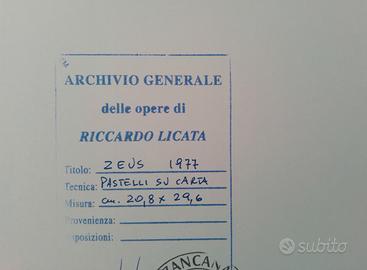 ARCHIVIO GENERALE
delle opere di
RICCARDO LICATA
Titolo: ZEUS 1977
Tecnica: PASTELLI SU CARTA
Misura: cm. 20,8 x 29,6
Provenienza:
sposizioni:
ANCANA
subito